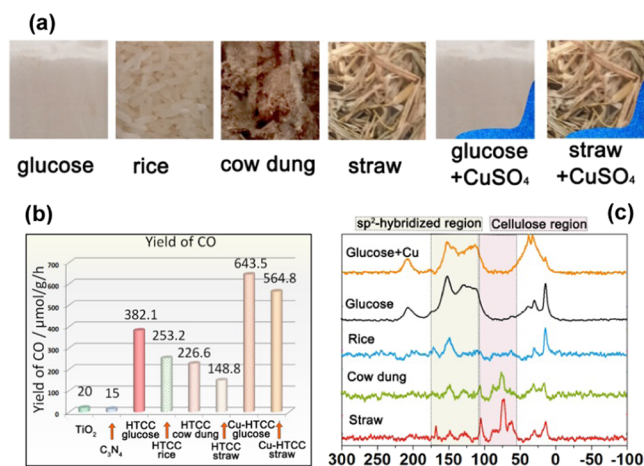 (a)
glucose
rice
cow dung
straw
glucose
+CuSO₄
straw
+CuSO₄
(b)
Yield of CO
Yield of CO / μmol/g/h
700
600
500
400
300
200
100
0
20
15
382.1
253.2
226.6
148.8
643.5
564.8
TiO₂
C₃N₄
HTCC
glucose
HTCC
rice
HTCC
cow dung
HTCC
straw
Cu-HTCC
glucose
Cu-HTCC
straw
(c)
sp²-hybridized region
Cellulose region
Glucose+Cu
Glucose
Rice
Cow dung
Straw
300 250 200 150 100 50 0 -50 -100